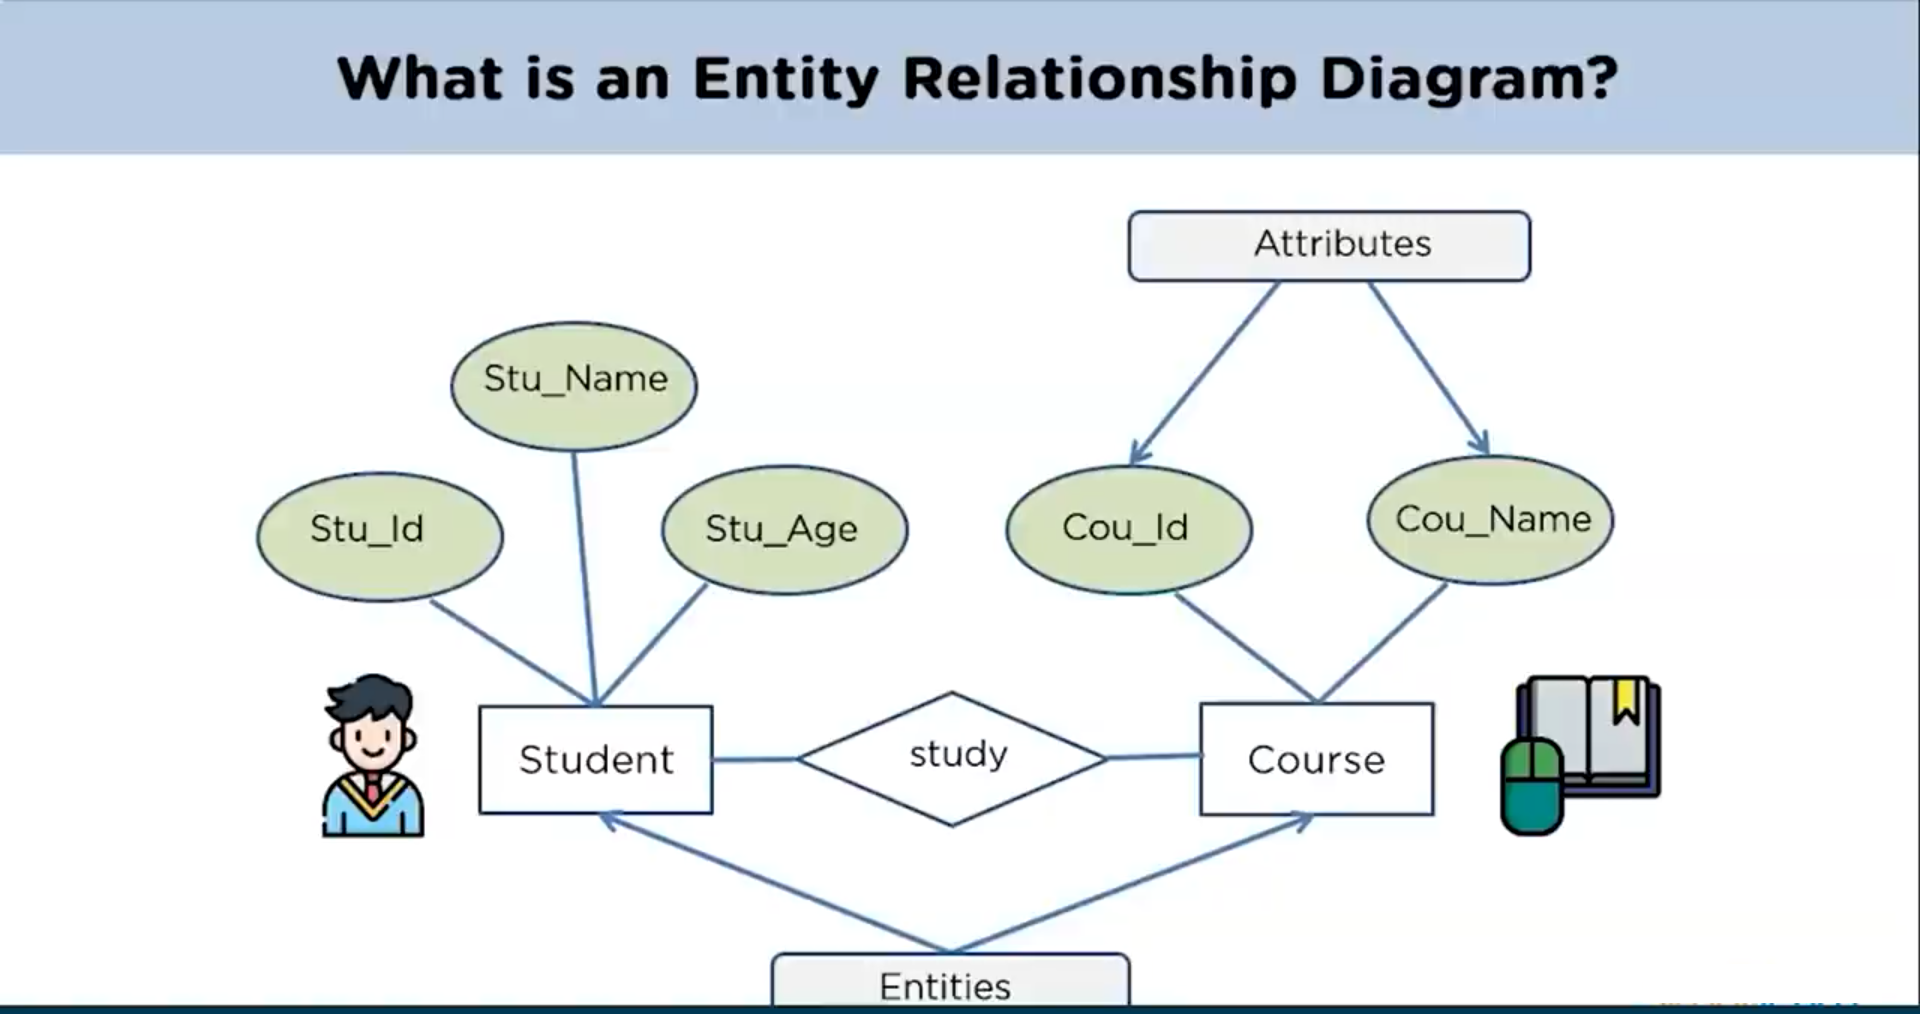 What is an Entity Relationship Diagram?
Attributes
Stu_Name
Stu_Id
Stu_Age
Cou_Id
Cou_Name
Student
study
Course
Entities